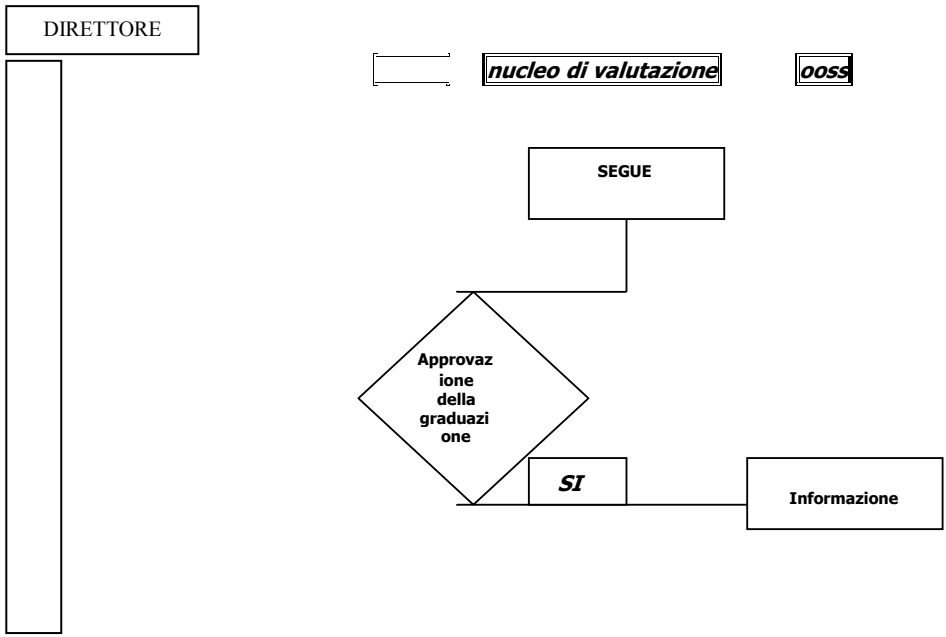 DIRETTORE
nucleo di valutazione
ooss
SEGUE
Approvaz
ione
della
graduazi
one
SI
Informazione